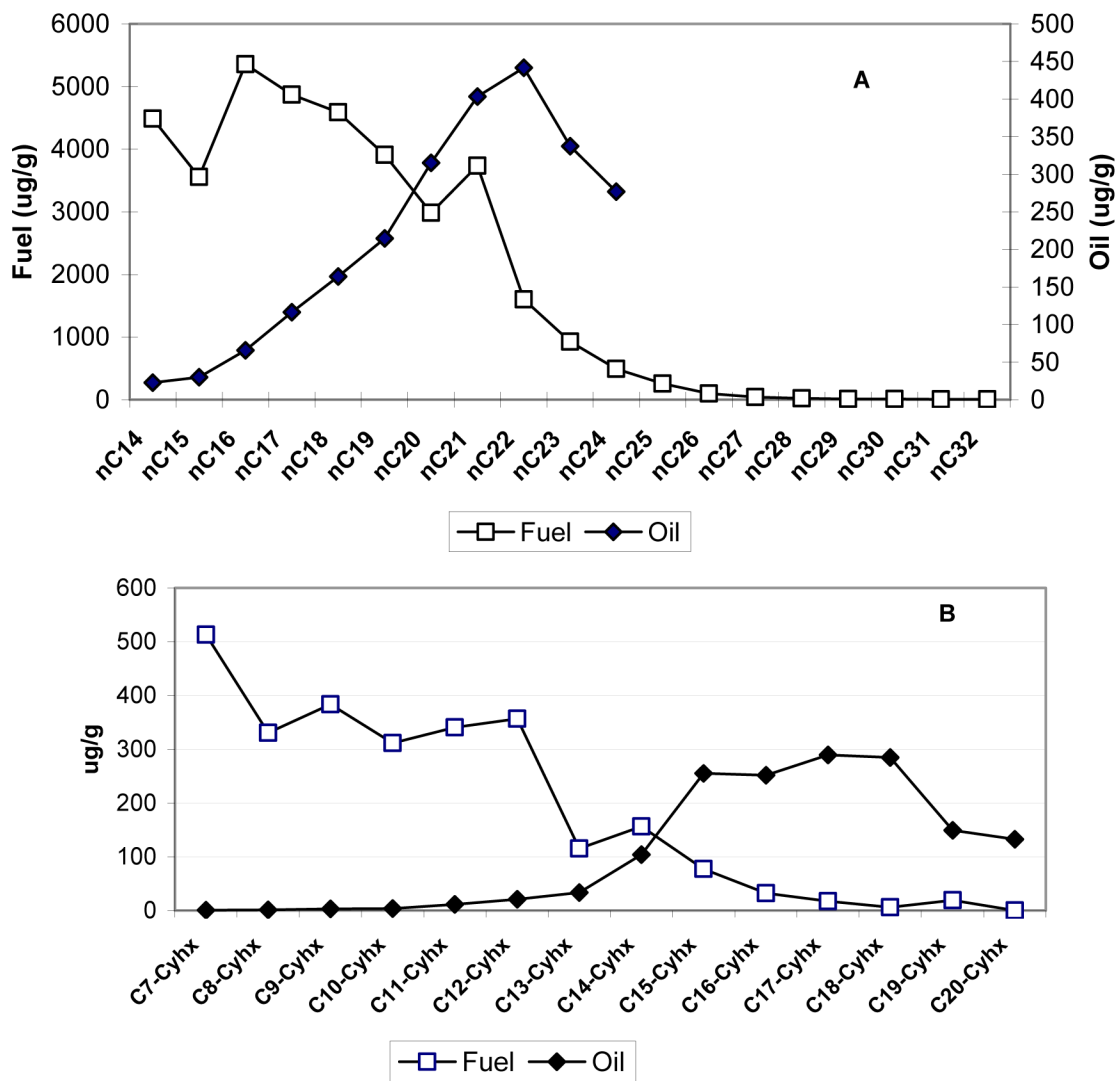 6000
5000
4000
3000
2000
1000
0
Fuel (ug/g)
500
450
400
350
300
250
200
150
100
50
0
Oil (ug/g)
A
nC14
nC15
nC16
nC17
nC18
nC19
nC20
nC21
nC22
nC23
nC24
nC25
nC26
nC27
nC28
nC29
nC30
nC31
nC32
Fuel Oil
600
500
400
300
200
100
0
ug/g
B
C7-Cyhx
C8-Cyhx
C9-Cyhx
C10-Cyhx
C11-Cyhx
C12-Cyhx
C13-Cyhx
C14-Cyhx
C15-Cyhx
C16-Cyhx
C17-Cyhx
C18-Cyhx
C19-Cyhx
C20-Cyhx
Fuel Oil